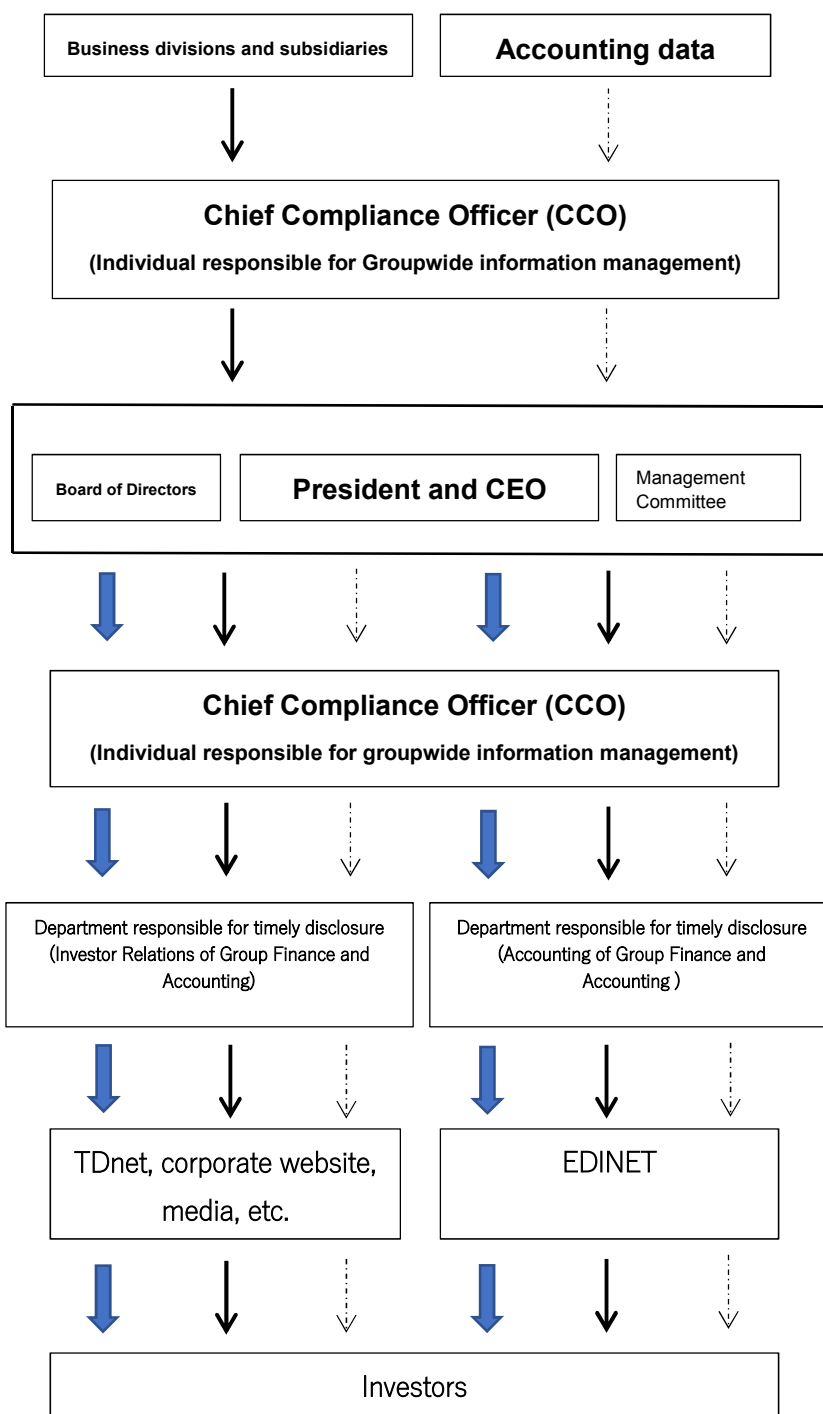 Business divisions and subsidiaries
Accounting data
Chief Compliance Officer (CCO)
(Individual responsible for Groupwide information management)
Board of Directors
President and CEO
Management
Committee
Chief Compliance Officer (CCO)
(Individual responsible for groupwide information management)
Department responsible for timely disclosure
(Investor Relations of Group Finance and
Accounting)
Department responsible for timely disclosure
(Accounting of Group Finance and
Accounting )
TDnet, corporate website,
media, etc.
EDINET
Investors